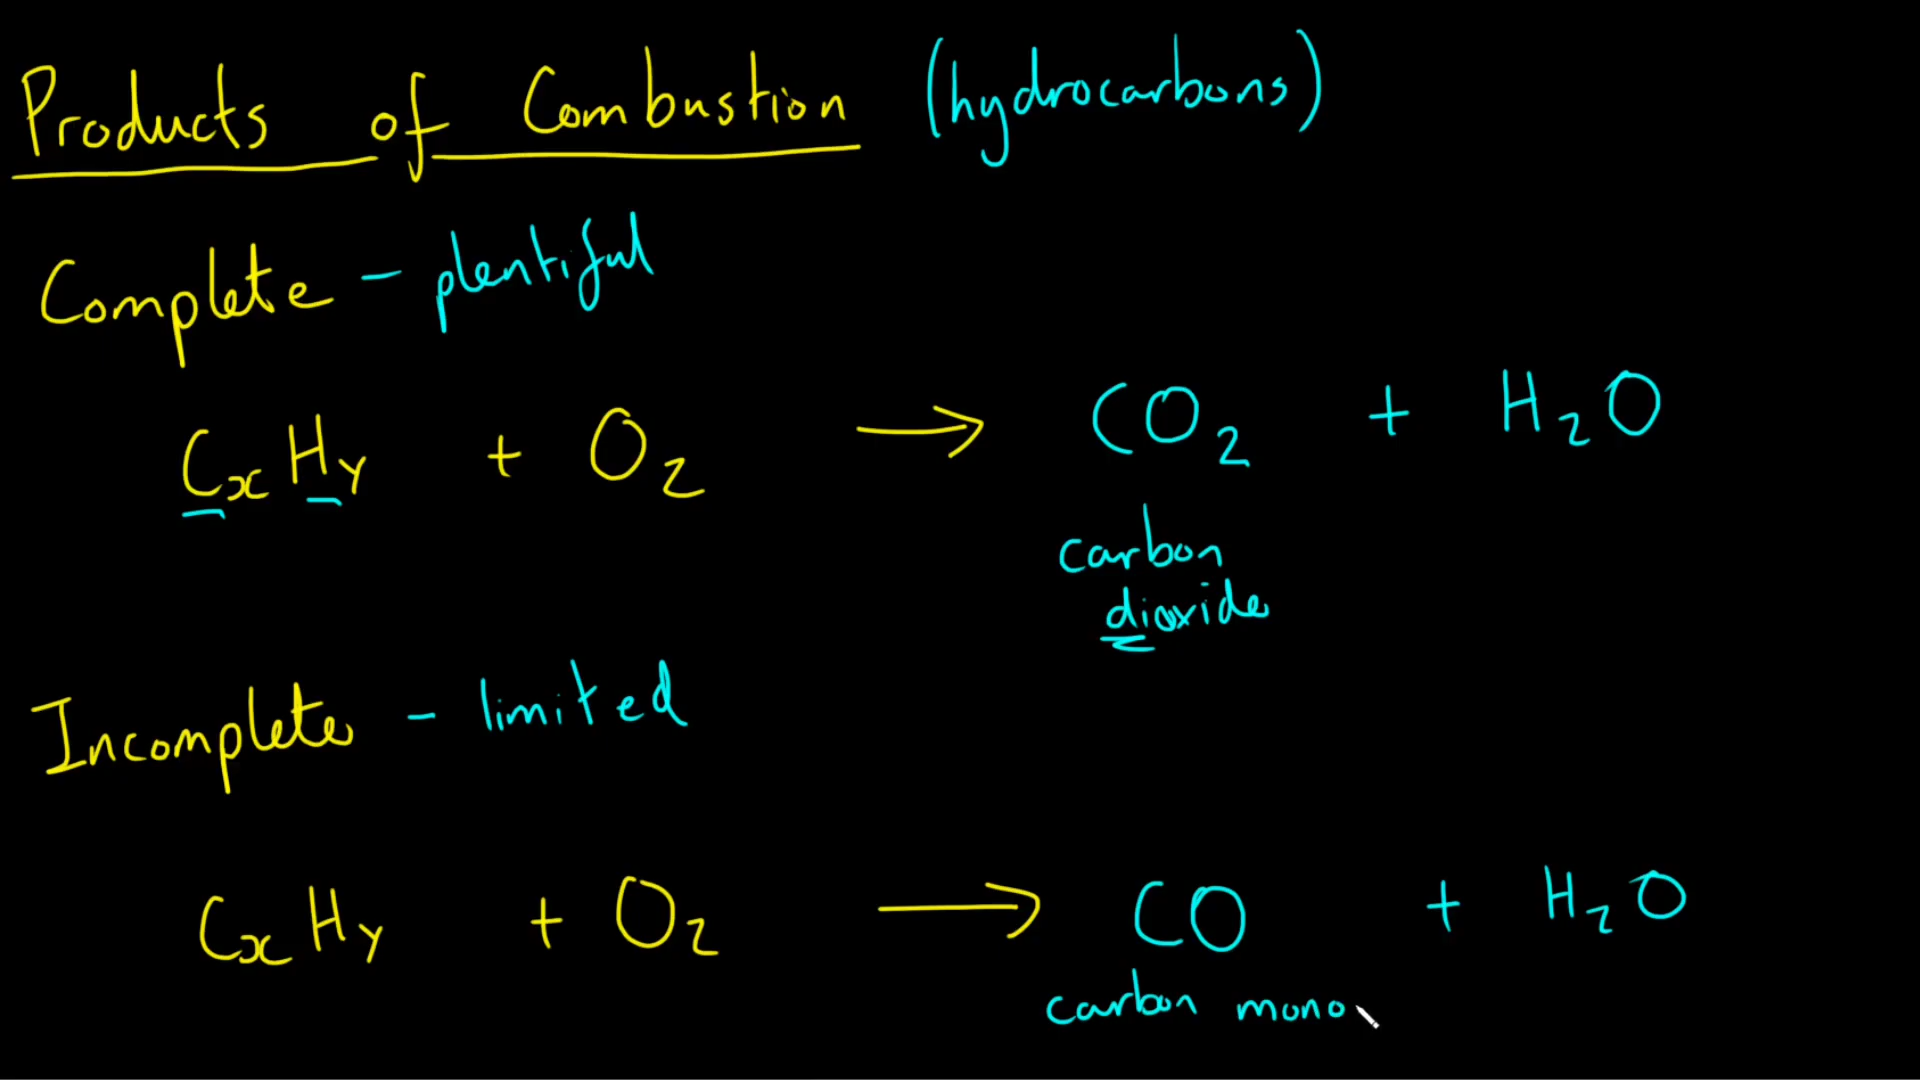 Products of Combustion (hydrocarbons)
Complete - plentiful
CxHy + O2 → CO2 + H2O
carbon
dioxide
Incomplete - limited
CxHy + O2 → CO + H2O
carbon mono